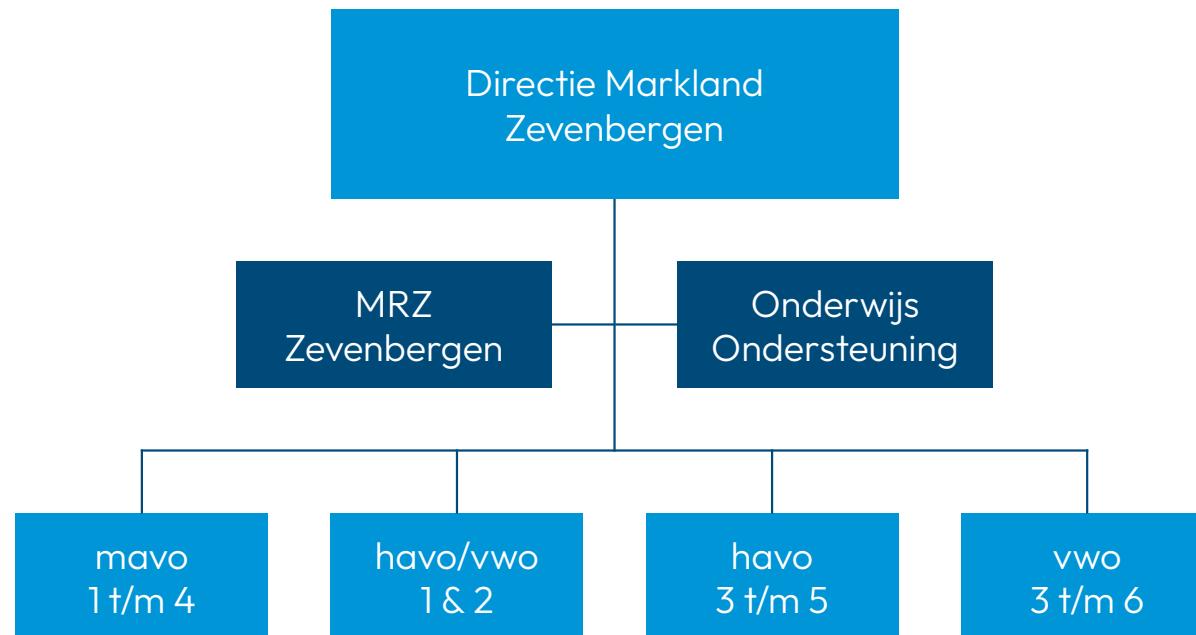 Directie Markland
Zevenbergen
MRZ
Zevenbergen
Onderwijs
Ondersteuning
mavo
1 t/m 4
havo/vwo
1 & 2
havo
3 t/m 5
vwo
3 t/m 6